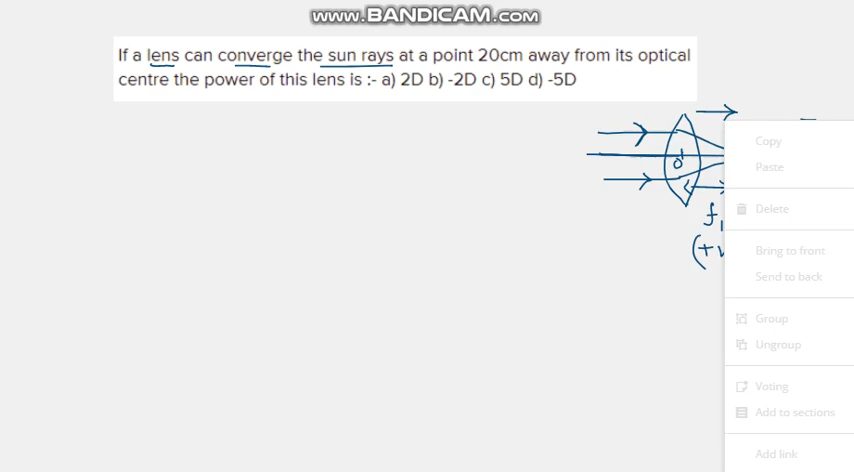 www.BANDICAM.com
If a lens can converge the sun rays at a point 20cm away from its optical
centre the power of this lens is :- a) 2D b) -2D c) 5D d) -5D
O
f
(+v
Copy
Paste
Delete
Bring to front
Send to back
Group
Ungroup
Voting
Add to sections
Add link